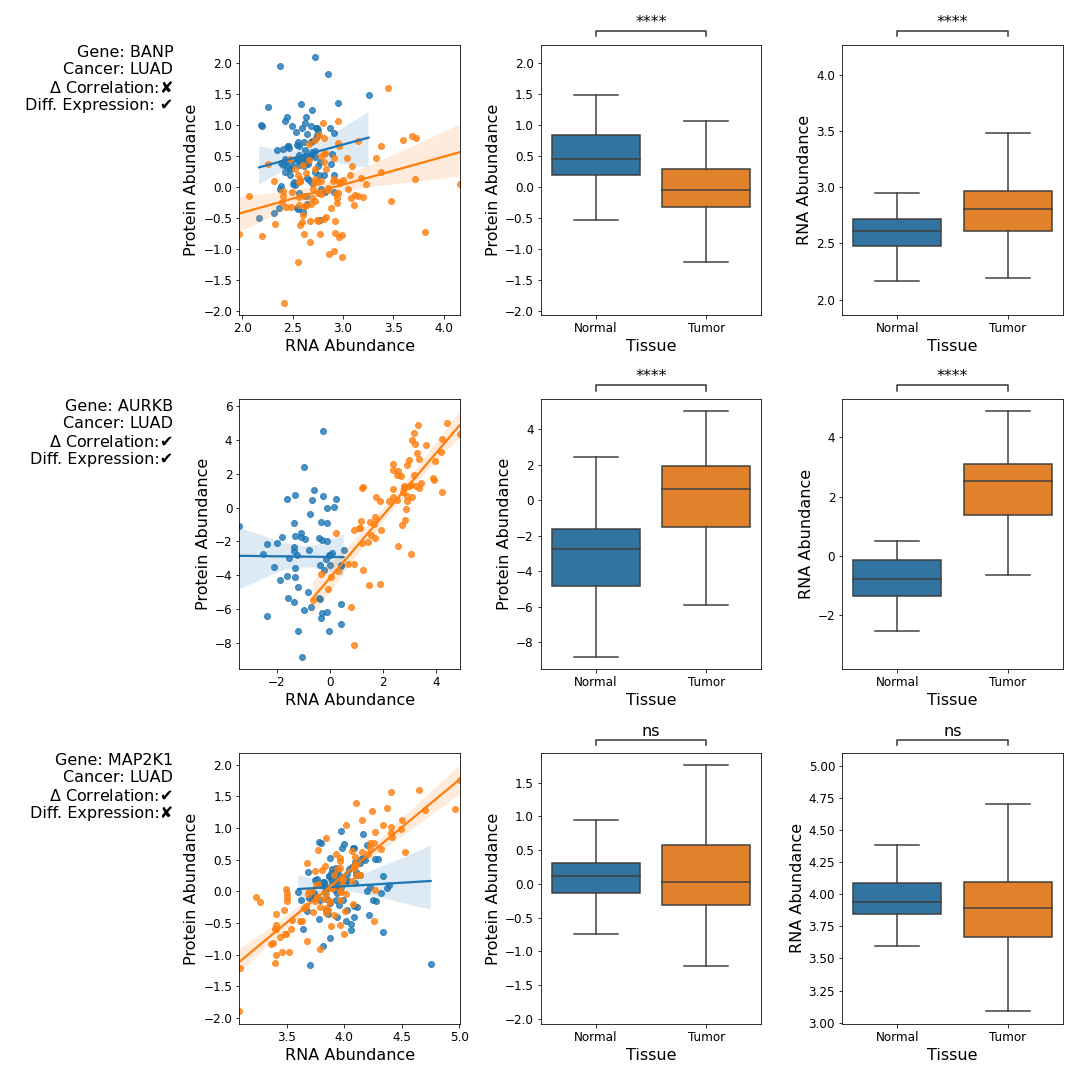 Gene: BANP
Cancer: LUAD
Δ Correlation:✘
Diff. Expression: ✔
2.0
1.5
1.0
0.5
0.0
−0.5
−1.0
−1.5
−2.0
Protein Abundance
2.0 2.5 3.0 3.5 4.0
RNA Abundance
****
2.0
1.5
1.0
0.5
0.0
−0.5
−1.0
−1.5
−2.0
Protein Abundance
Normal Tumor
Tissue
****
4.0
3.5
3.0
2.5
2.0
RNA Abundance
Normal Tumor
Tissue
Gene: AURKB
Cancer: LUAD
Δ Correlation:✔
Diff. Expression:✔
6
4
2
0
−2
−4
−6
−8
Protein Abundance
−2 0 2 4
RNA Abundance
****
4
2
0
−2
−4
−6
−8
Protein Abundance
Normal Tumor
Tissue
****
4
2
0
−2
RNA Abundance
Normal Tumor
Tissue
Gene: MAP2K1
Cancer: LUAD
Δ Correlation:✔
Diff. Expression:✘
2.0
1.5
1.0
0.5
0.0
−0.5
−1.0
−1.5
−2.0
Protein Abundance
3.5 4.0 4.5 5.0
RNA Abundance
ns
1.5
1.0
0.5
0.0
−0.5
−1.0
−1.5
−2.0
Protein Abundance
Normal Tumor
Tissue
ns
5.00
4.75
4.50
4.25
4.00
3.75
3.50
3.25
3.00
RNA Abundance
Normal Tumor
Tissue